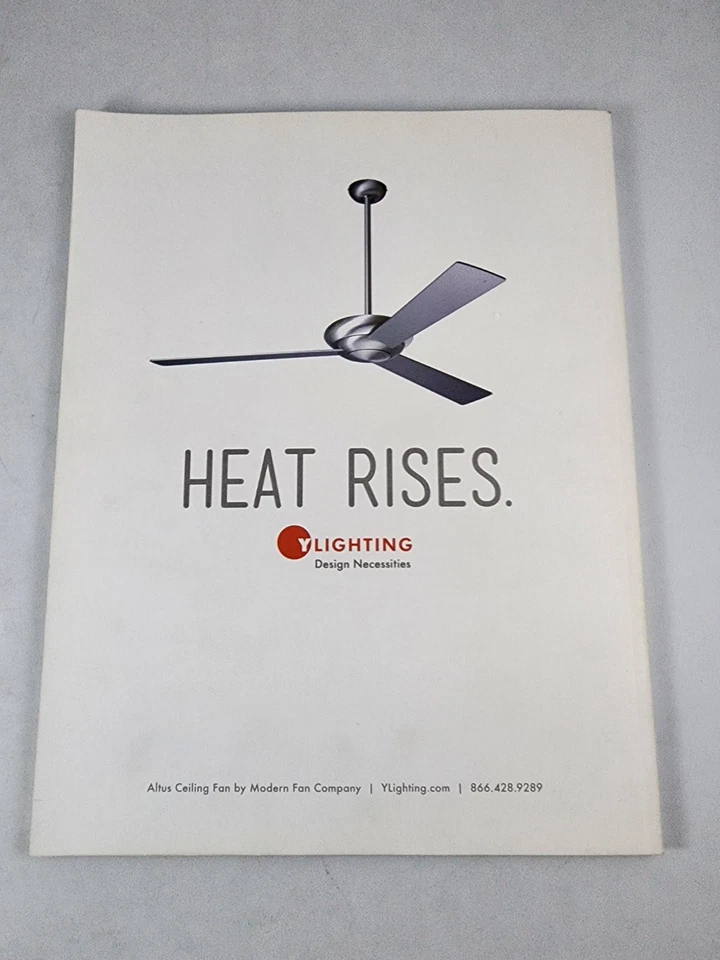 HEAT RISES.
YLIGHTING
Design Necessities
Altus Ceiling Fan by Modern Fan Company | YLighting.com | 866.428.9289